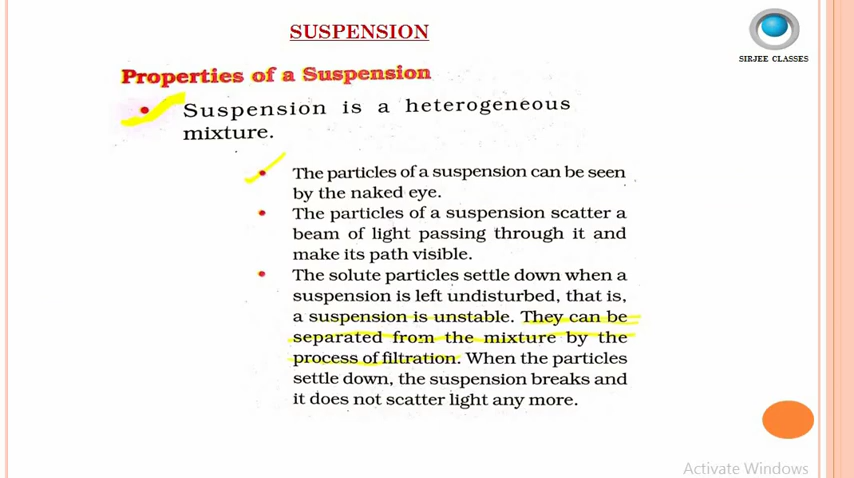 SUSPENSION
SIRJEE CLASSES
Properties of a Suspension
• Suspension is a heterogeneous
mixture.
• The particles of a suspension can be seen
by the naked eye.
• The particles of a suspension scatter a
beam of light passing through it and
make its path visible.
• The solute particles settle down when a
suspension is left undisturbed, that is,
a suspension is unstable. They can be
separated from the mixture by the
process of filtration. When the particles
settle down, the suspension breaks and
it does not scatter light any more.
Activate Windows